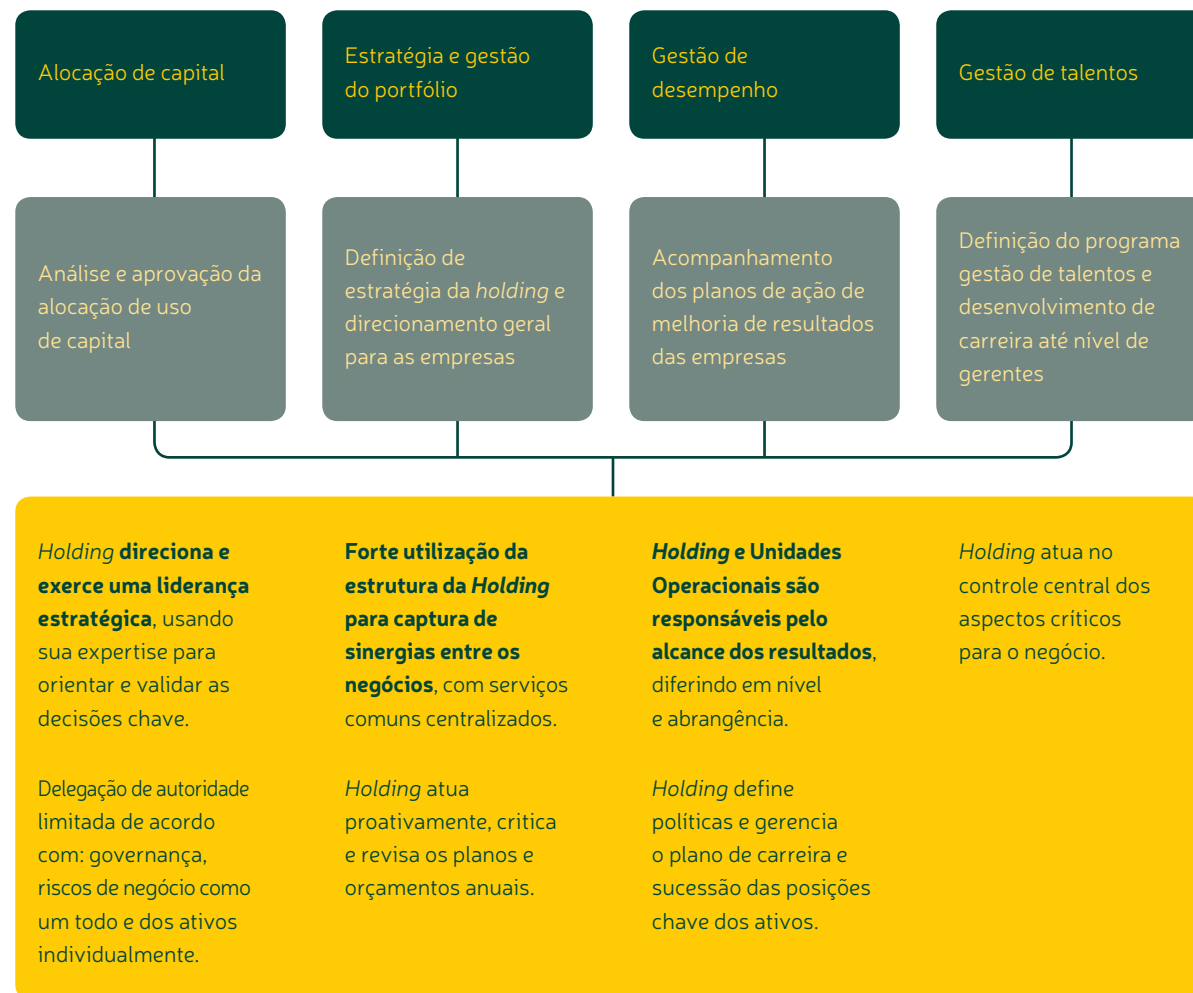 Alocação de capital
Estratégia e gestão
do portfólio
Gestão de
desempenho
Gestão de talentos
Análise e aprovação da
alocação de uso
de capital
Definição de
estratégia da holding e
direcionamento geral
para as empresas
Acompanhamento
dos planos de ação de
melhoria de resultados
das empresas
Definição do programa
gestão de talentos e
desenvolvimento de
carreira até nível de
gerentes
Holding direciona e
exerce uma liderança
estratégica, usando
sua expertise para
orientar e validar as
decisões chave.
Delegação de autoridade
limitada de acordo
com: governança,
riscos de negócio como
um todo e dos ativos
individualmente.
Forte utilização da
estrutura da Holding
para captura de
sinergias entre os
negócios, com serviços
comuns centralizados.
Holding atua
proativamente, critica
e revisa os planos e
orçamentos anuais.
Holding e Unidades
Operacionais são
responsáveis pelo
alcance dos resultados,
diferindo em nível
e abrangência.
Holding define
políticas e gerencia
o plano de carreira e
sucessão das posições
chave dos ativos.
Holding atua no
controle central dos
aspectos críticos
para o negócio.